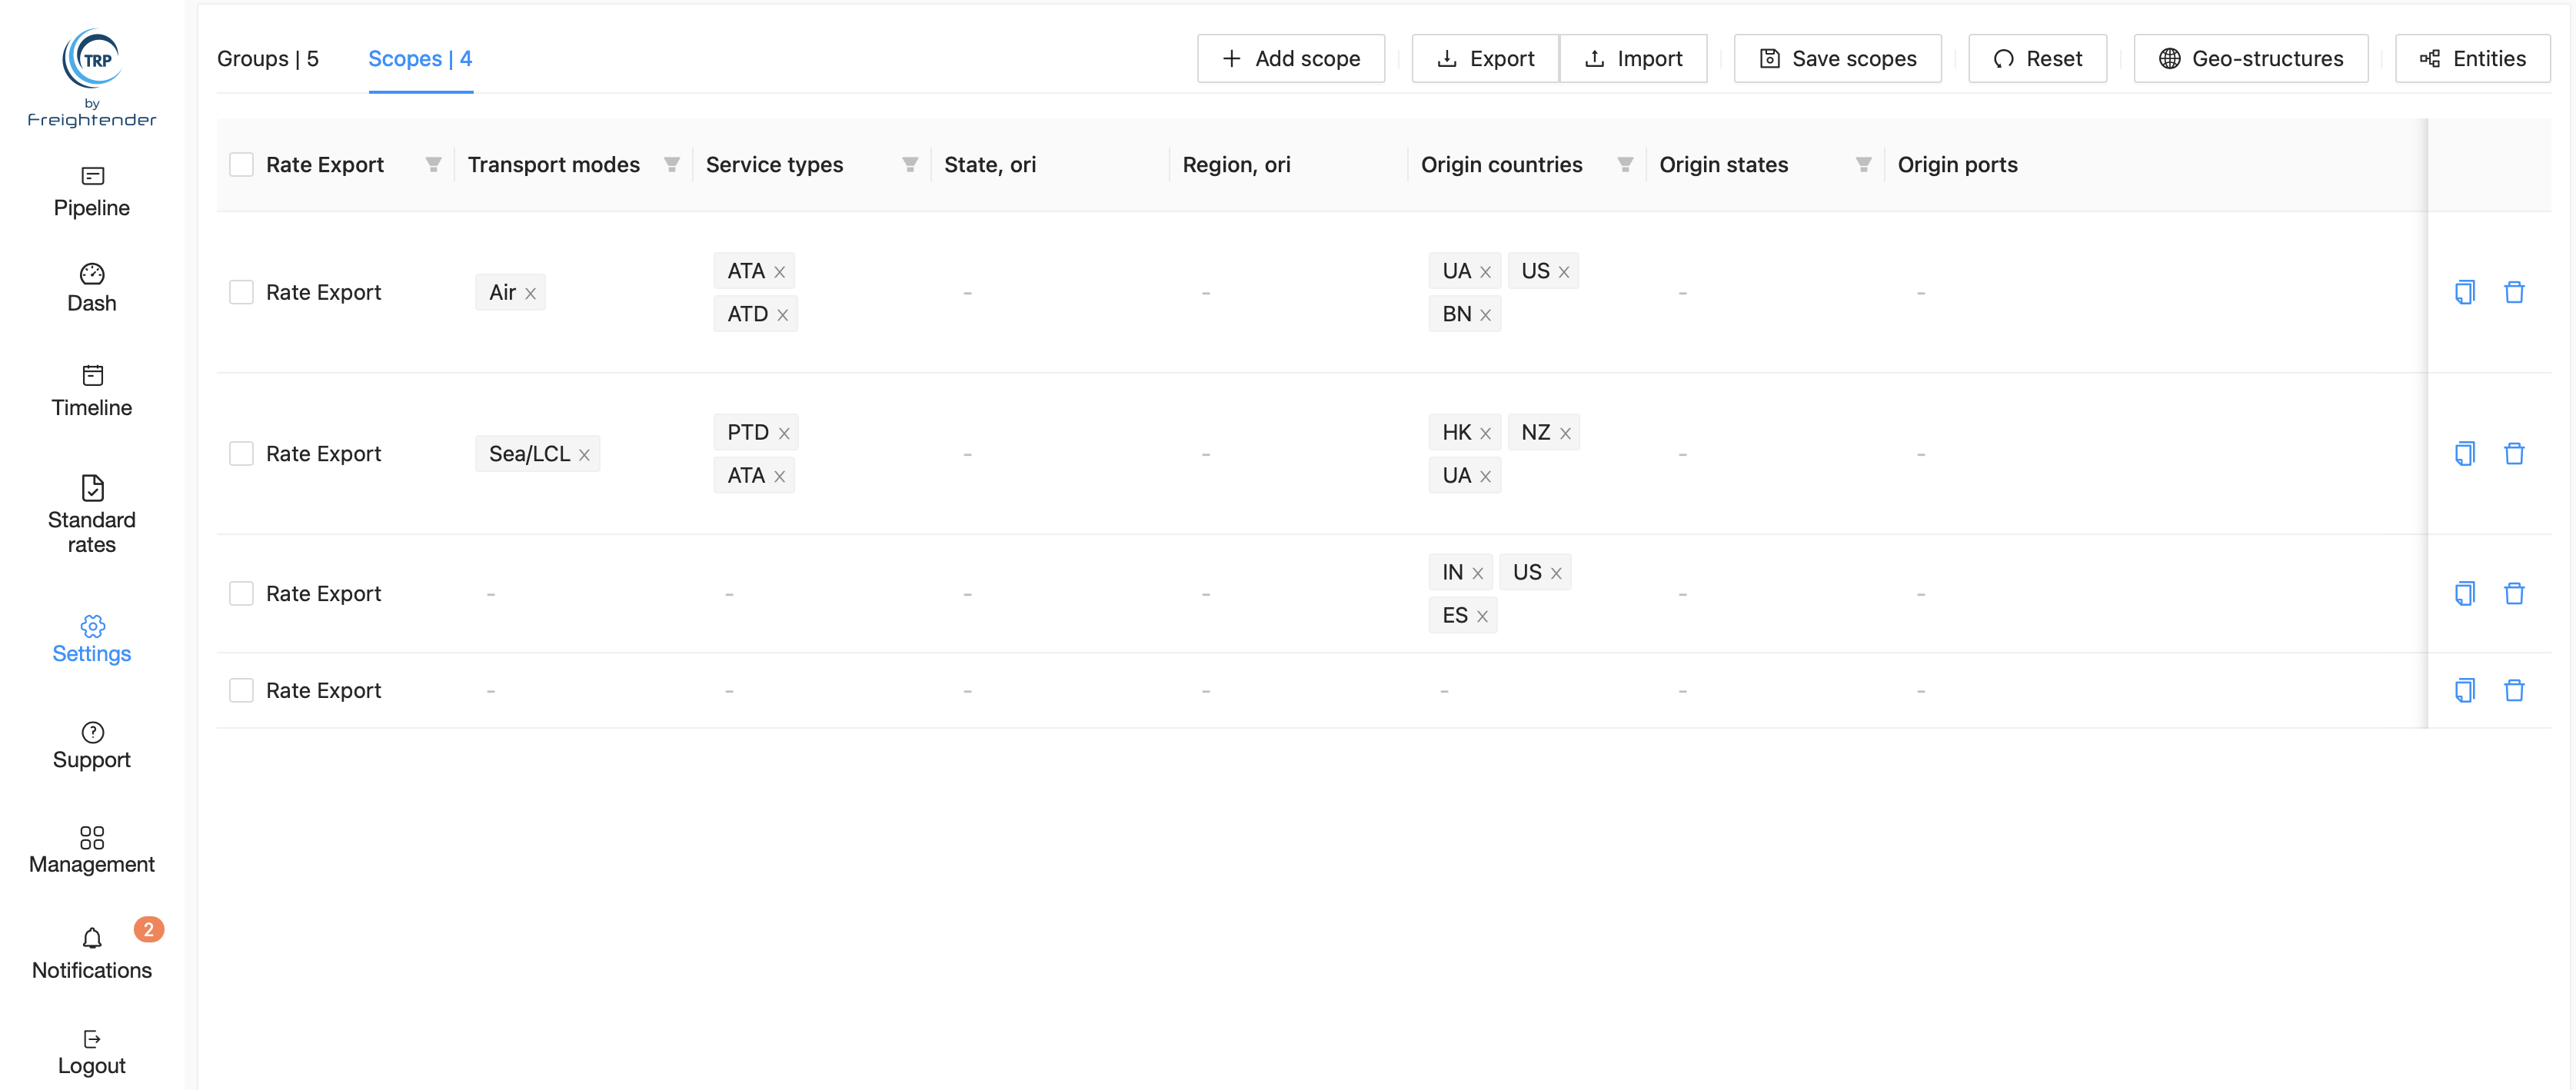 TRP
by
Freightender
Pipeline
Dash
Timeline
Standard
rates
Settings
Support
Management
2
Notifications
Logout
Groups | 5 Scopes | 4 Add scope Export Import Save scopes Reset Geo-structures Entities
Rate Export Transport modes Service types State, ori Region, ori Origin countries Origin states Origin ports
ATA UA US
Rate Export Air - - - -
ATD BN
PTD HK NZ
Rate Export Sea/LCL - - - -
ATA UA
IN US
Rate Export - - - - - -
ES
Rate Export - - - - - - -